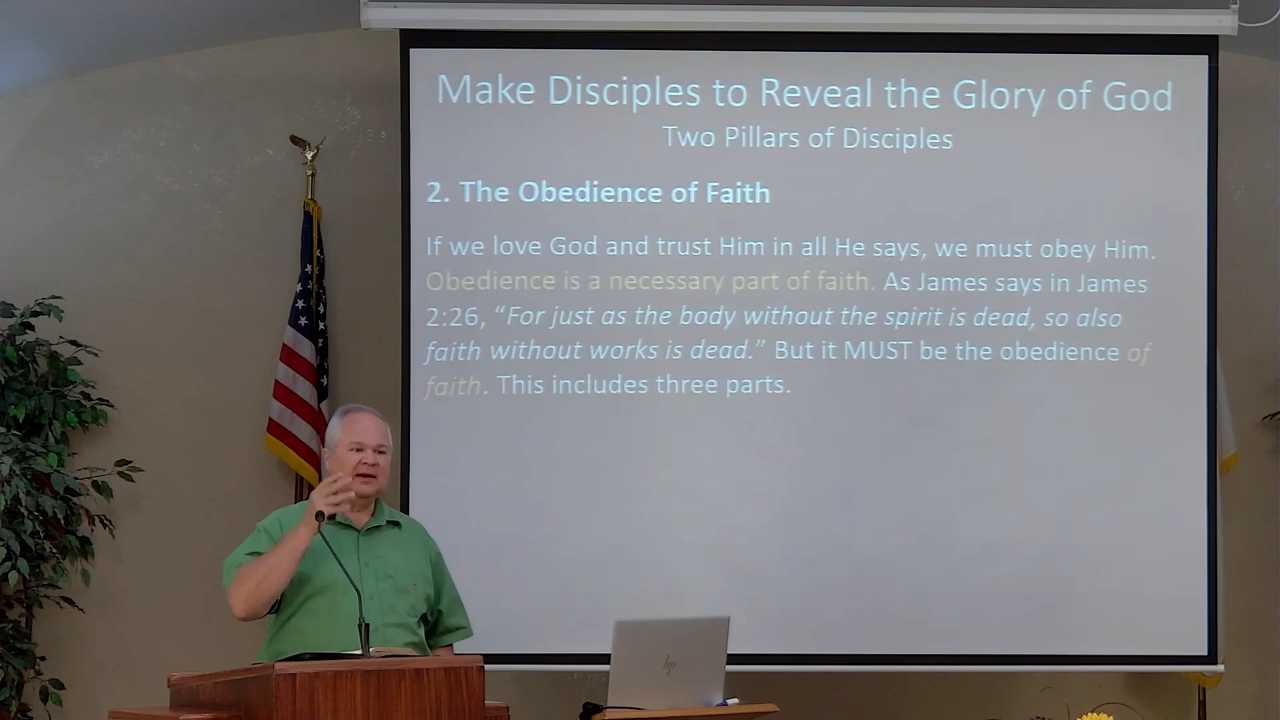 Make Disciples to Reveal the Glory of God
Two Pillars of Disciples
2. The Obedience of Faith
If we love God and trust Him in all He says, we must obey Him.
Obedience is a necessary part of faith. As James says in James
2:26, “For just as the body without the spirit is dead, so also
faith without works is dead.” But it MUST be the obedience of
faith. This includes three parts.
hp